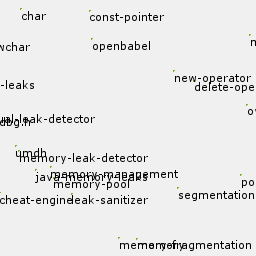 char
const-pointer
wchar
openbabel
new-operator
-leaks
delete-ope
ual-leak-detector
dbg.h
umdh
memory-leak-detector
memory-management
java-memory-leaks
memory-pool
po
segmentation
cheat-engine
leak-sanitizer
memory
memory-fragmentation